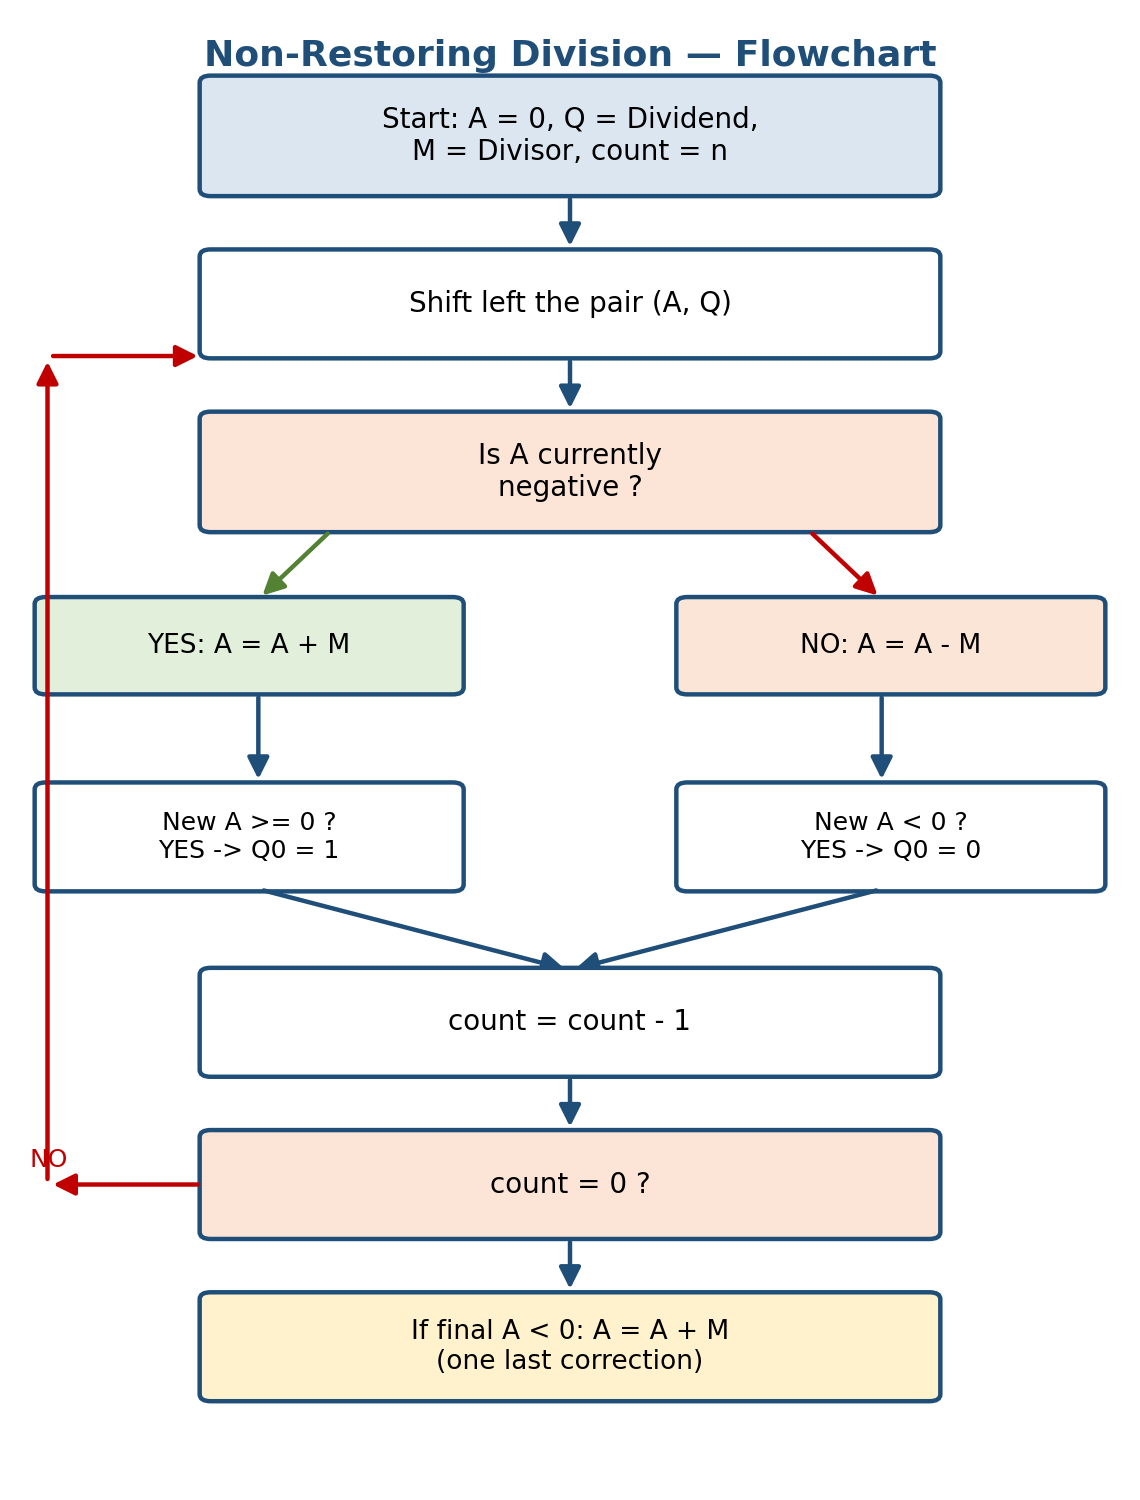 Non-Restoring Division — Flowchart
Start: A = 0, Q = Dividend,
M = Divisor, count = n
Shift left the pair (A, Q)
Is A currently
negative ?
YES: A = A + M
NO: A = A - M
New A >= 0 ?
YES -> Q0 = 1
New A < 0 ?
YES -> Q0 = 0
count = count - 1
NO
count = 0 ?
If final A < 0: A = A + M
(one last correction)